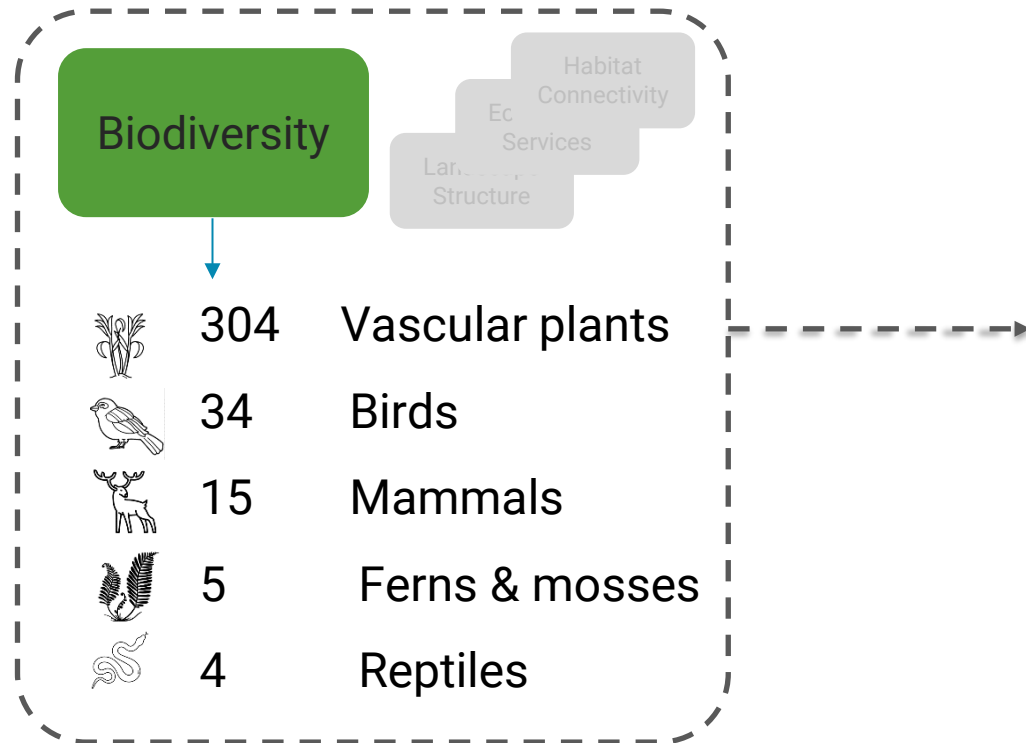 Biodiversity
Habitat
Connectivity
Services
Structure
304 Vascular plants
34 Birds
15 Mammals
5 Ferns & mosses
4 Reptiles